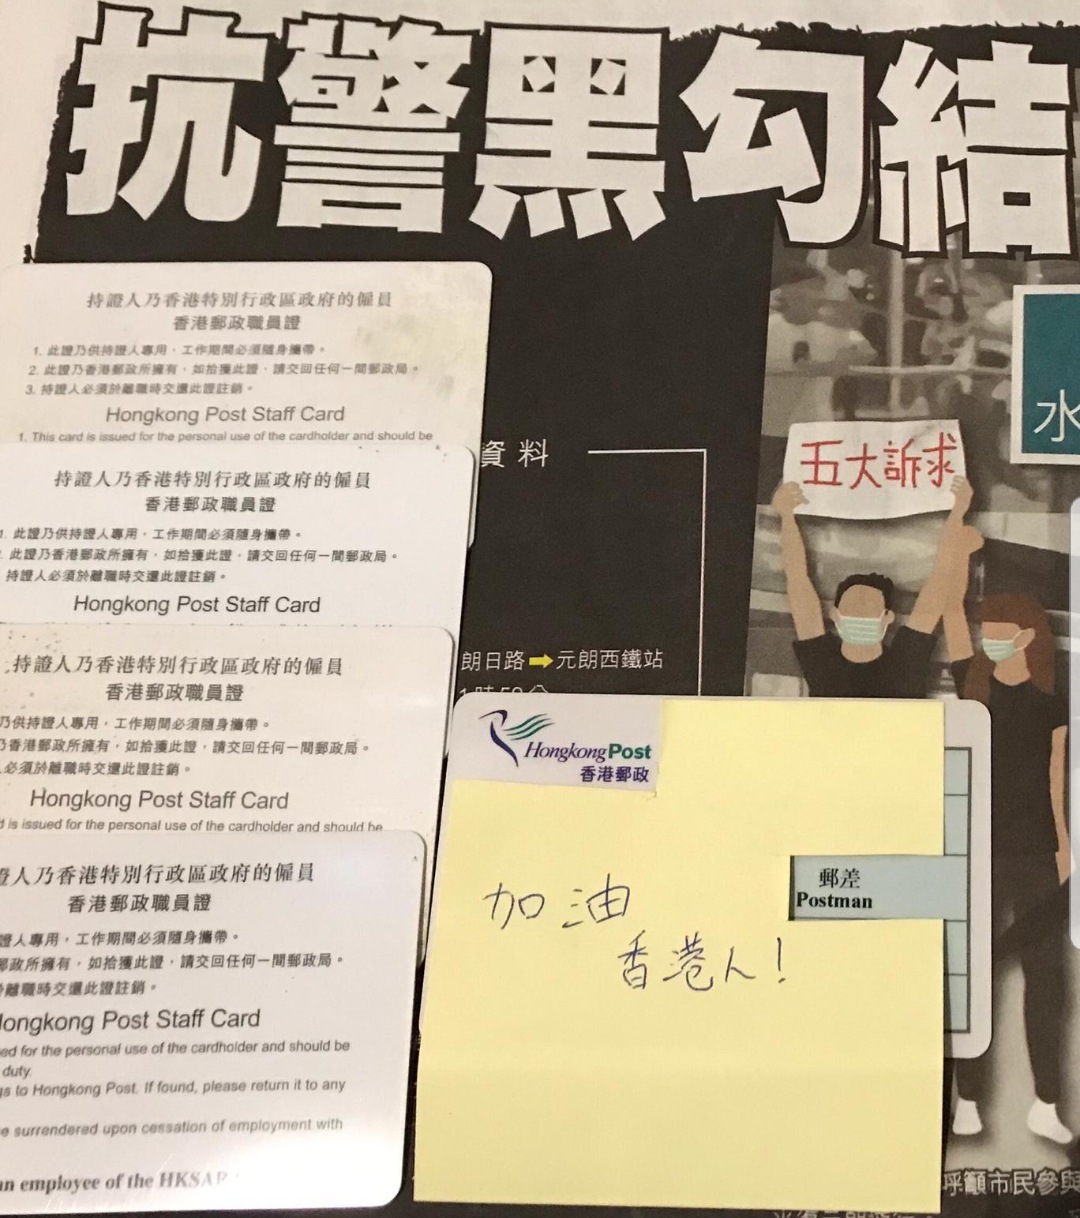 抗警黑勾結
持證人乃香港特別行政區政府的僱員
香港郵政職員證
1. 此證乃供持證人專用，工作期間必須隨身攜帶。
2. 此證乃香港郵政所擁有，如拾獲此證，請交回任何一間郵政局。
3. 持證人必須於離職時交還此證註銷。
Hongkong Post Staff Card
1. This card is issued for the personal use of the cardholder and should be
持證人乃香港特別行政區政府的僱員
香港郵政職員證
1. 此證乃供持證人專用，工作期間必須隨身攜帶。
此證乃香港郵政所擁有，如拾獲此證，請交回任何一間郵政局。
持證人必須於離職時交還此證註銷。
Hongkong Post Staff Card
持證人乃香港特別行政區政府的僱員
香港郵政職員證
乃供持證人專用，工作期間必須隨身攜帶。
乃香港郵政所擁有，如拾獲此證，請交回任何一間郵政局。
必須於離職時交還此證註銷。
Hongkong Post Staff Card
is issued for the personal use of the cardholder and should be
證人乃香港特別行政區政府的僱員
香港郵政職員證
證人專用，工作期間必須隨身攜帶。
郵政所擁有，如拾獲此證，請交回任何一間郵政局。
離職時交還此證註銷。
Hongkong Post Staff Card
ed for the personal use of the cardholder and should be
duty.
gs to Hongkong Post. If found, please return it to any
e surrendered upon cessation of employment with
an employee of the HKSAR
資料
朗日路➡元朗西鐵站
五大訴求
水
HongkongPost
香港郵政
郵差
Postman
加油
香港人！
呼籲市民參與